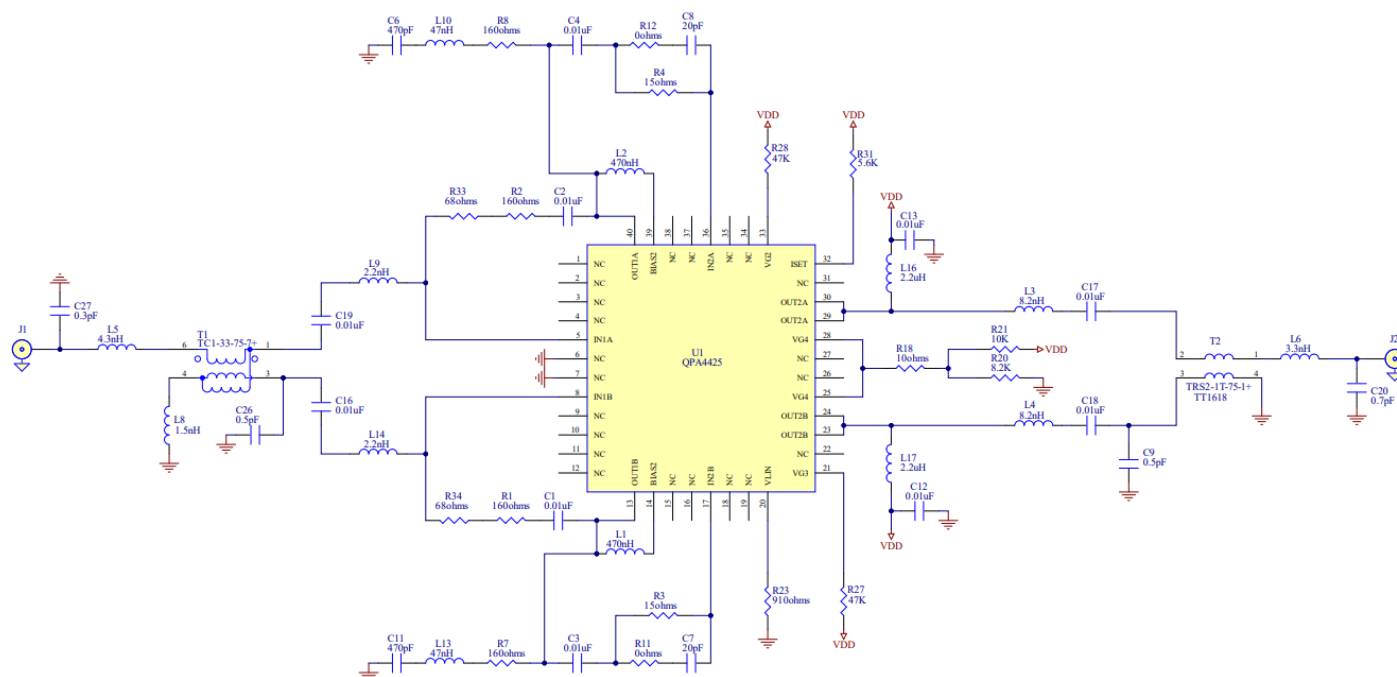 C6
470pF
L10
47nH
R8
160ohms
C4
0.01uF
R12
0ohms
C8
20pF
R4
15ohms
L2
470nH
R33
68ohms
R2
160ohms
C2
0.01uF
VDD
R28
47K
VDD
R31
5.6K
VDD
C13
0.01uF
L16
2.2uH
40
39
38
37
36
35
34
33
OUT1A
BIAS2
NC
NC
IN2A
NC
NC
VG2
1 NC
2 NC
3 NC
4 NC
5 IN1A
6 NC
7 NC
8 IN1B
9 NC
10 NC
11 NC
12 NC
U1
QPA4425
ISET 32
NC 31
OUT2A 30
OUT2A 29
VG4 28
NC 27
NC 26
VG4 25
OUT2B 24
OUT2B 23
NC 22
VG3 21
OUT1B
BIAS2
NC
NC
IN2B
NC
NC
VLIN
13
14
15
16
17
18
19
20
L9
2.2nH
C27
0.3pF
C19
0.01uF
J1
L5
4.3nH
T1
TC1-33-75-7+
6
1
4
3
C16
0.01uF
L8
1.5nH
C26
0.5pF
L14
2.2nH
R34
68ohms
R1
160ohms
C1
0.01uF
L1
470nH
R3
15ohms
C11
470pF
L13
47nH
R7
160ohms
C3
0.01uF
R11
0ohms
C7
20pF
R23
910ohms
R27
47K
VDD
L3
8.2nH
C17
0.01uF
R18
10ohms
R21
10K
VDD
R20
8.2K
L4
8.2nH
C18
0.01uF
L17
2.2uH
C12
0.01uF
VDD
C9
0.5pF
T2
2
1
3
4
TRS2-1T-75-1+
TT1618
L6
3.3nH
J2
C20
0.7pF